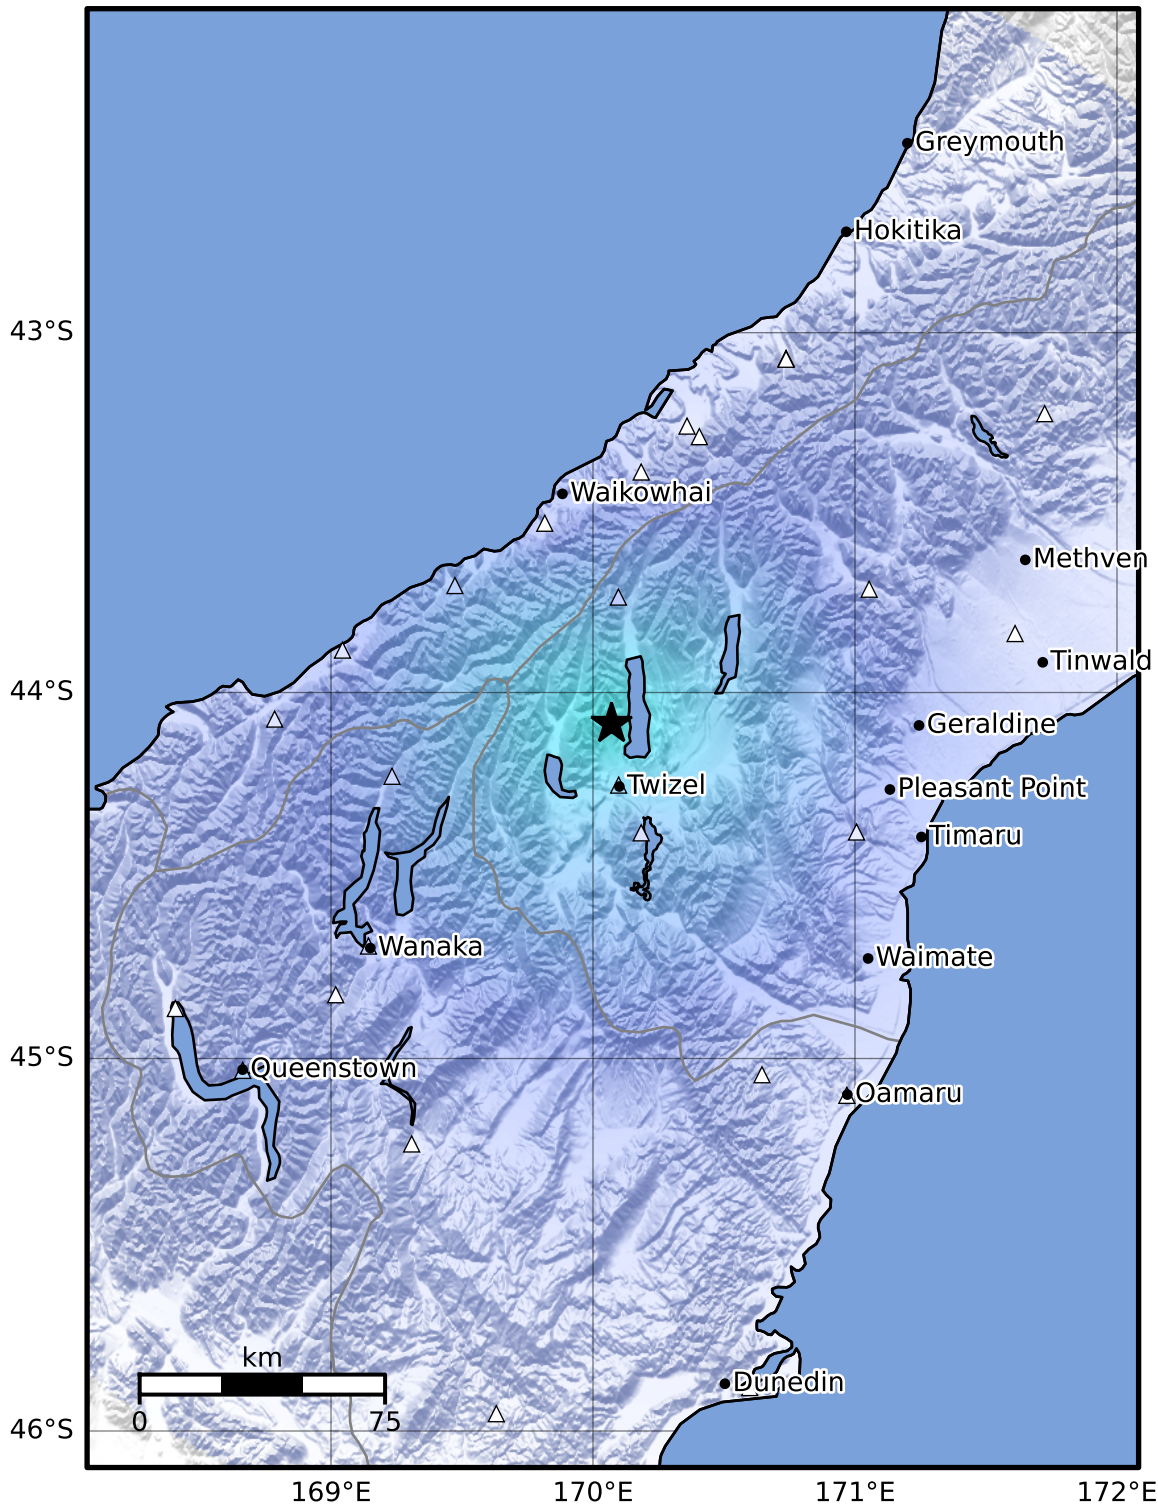 Greymouth
Hokitika
43°S
Waikowhai
Methven
Tinwald
44°S
Geraldine
Twizel
Pleasant Point
Timaru
Wanaka
Waimate
45°S
Queenstown
Oamaru
km
Dunedin
0
75
46°S
169°E
170°E
171°E
172°E